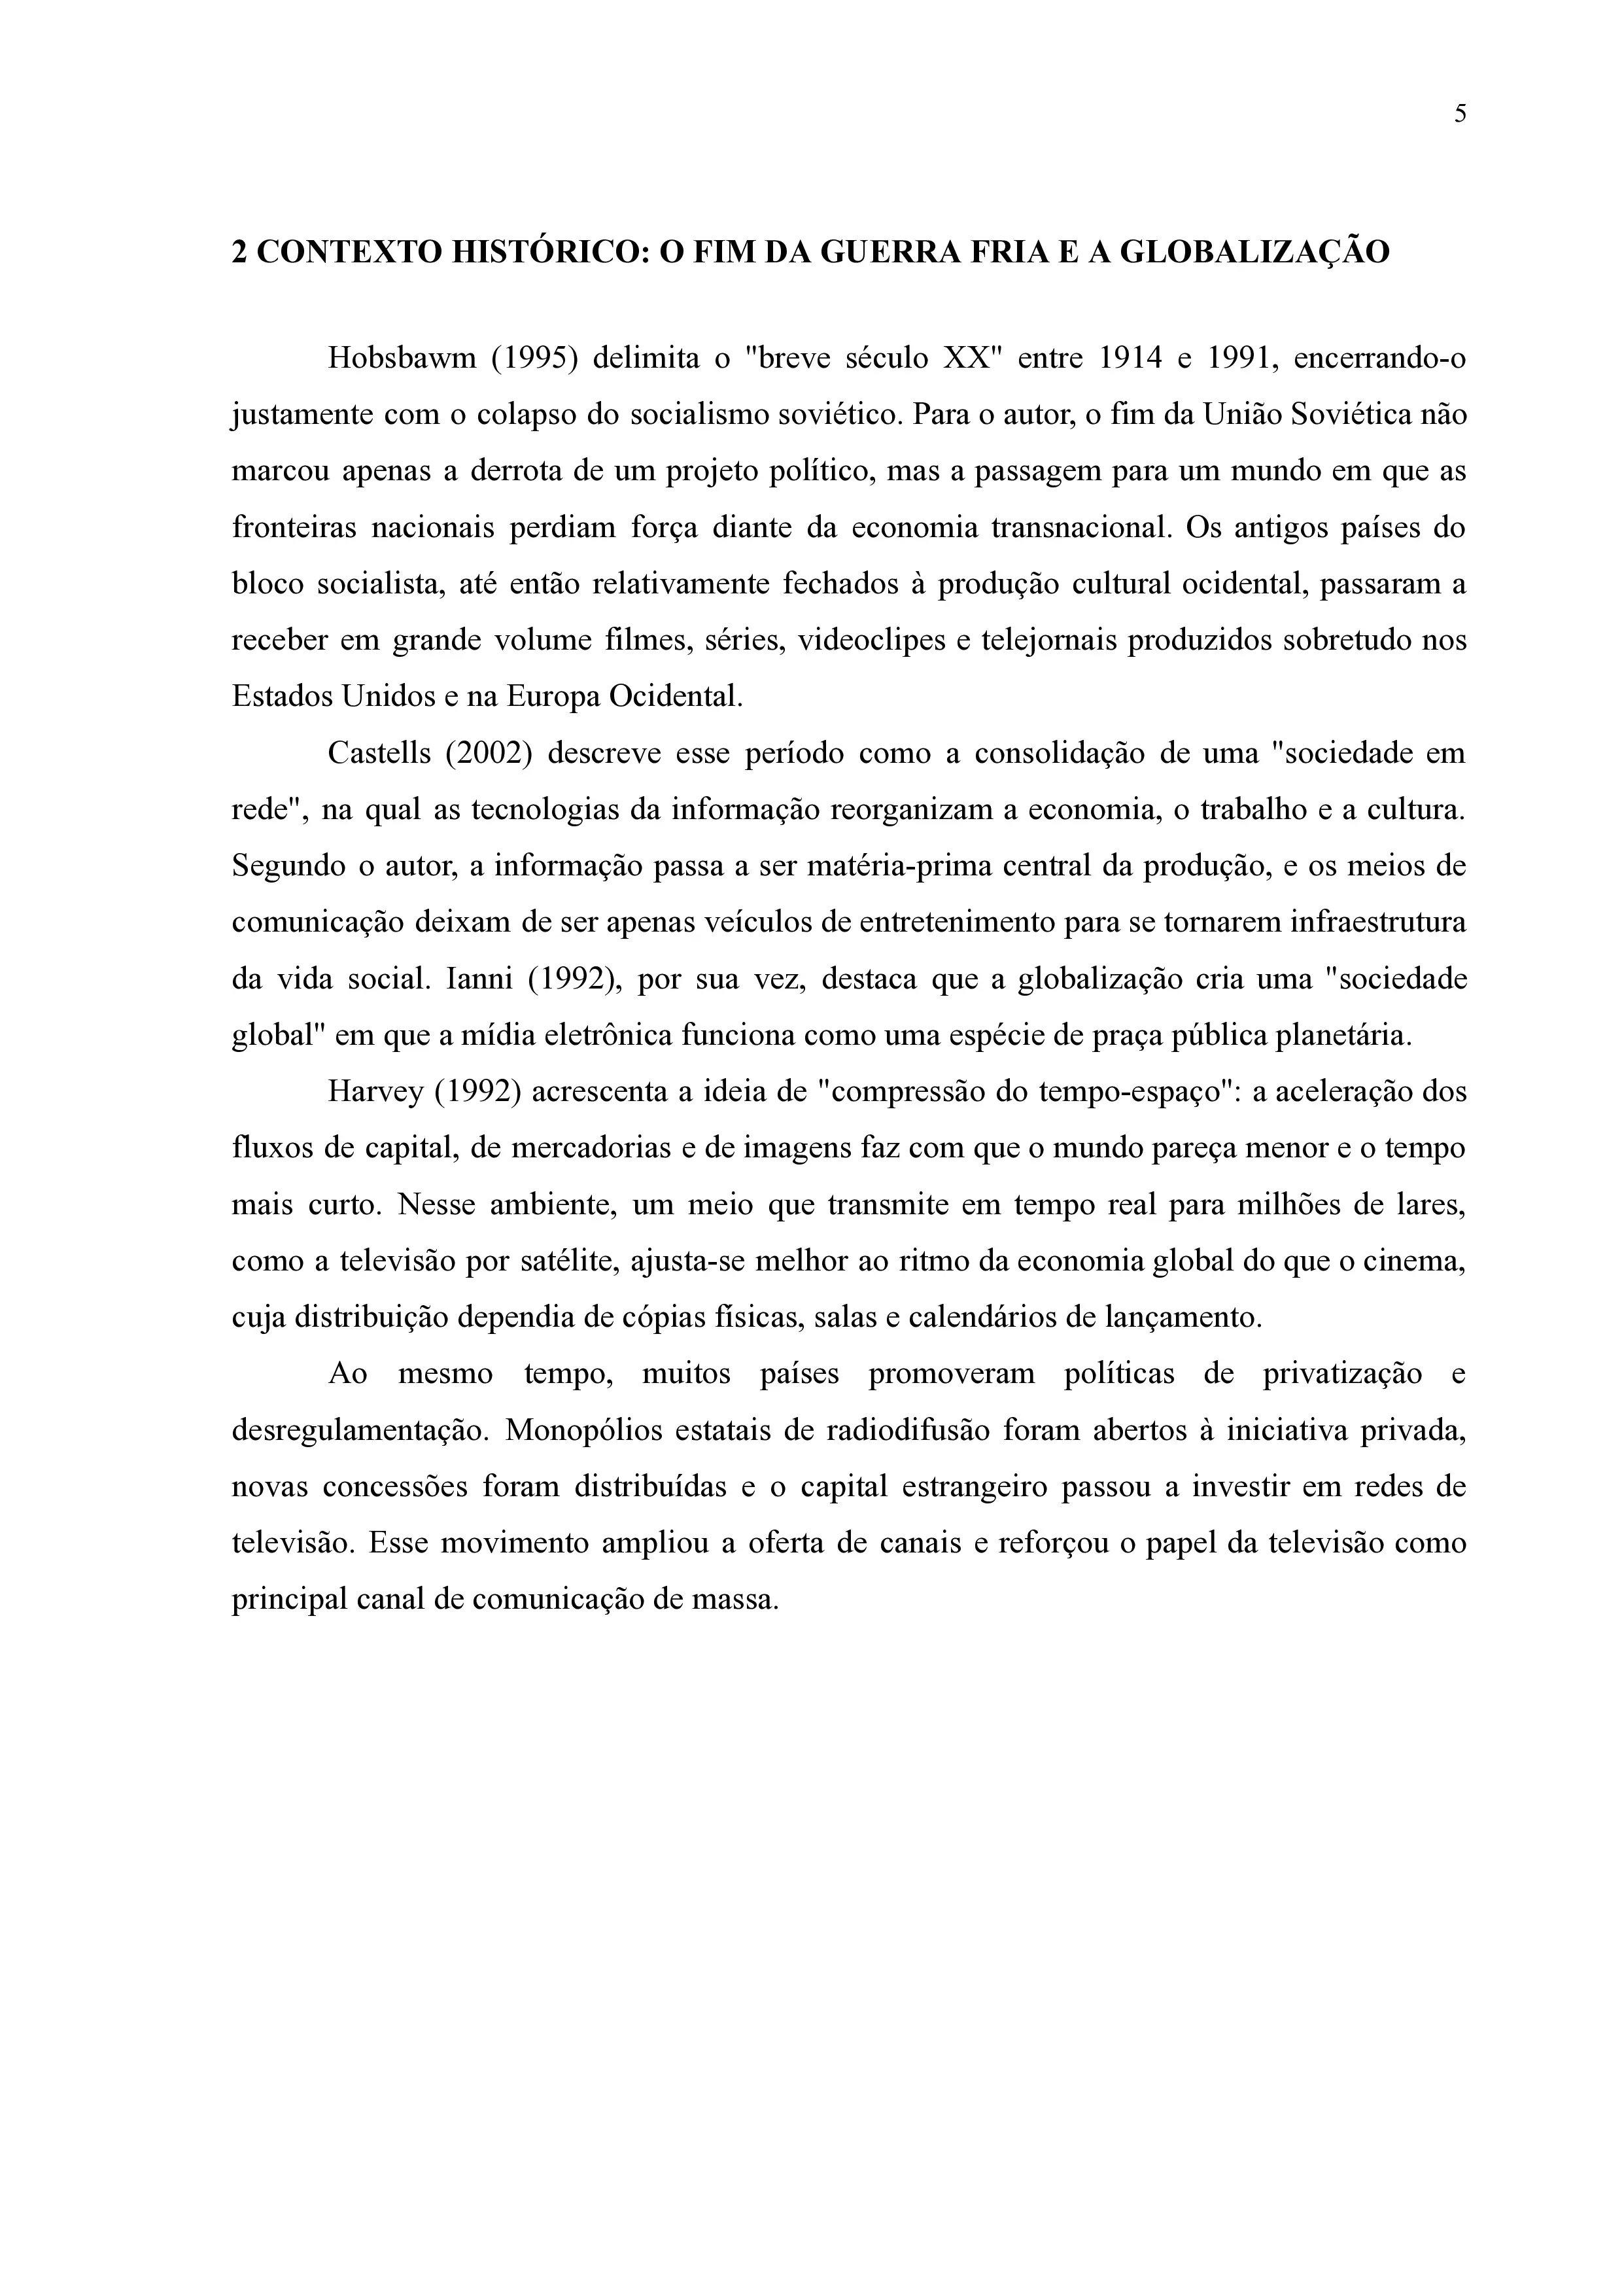 5
2 CONTEXTO HISTÓRICO: O FIM DA GUERRA FRIA E A GLOBALIZAÇÃO
Hobsbawm (1995) delimita o "breve século XX" entre 1914 e 1991, encerrando-o
justamente com o colapso do socialismo soviético. Para o autor, o fim da União Soviética não
marcou apenas a derrota de um projeto político, mas a passagem para um mundo em que as
fronteiras nacionais perdiam força diante da economia transnacional. Os antigos países do
bloco socialista, até então relativamente fechados à produção cultural ocidental, passaram a
receber em grande volume filmes, séries, videoclipes e telejornais produzidos sobretudo nos
Estados Unidos e na Europa Ocidental.
Castells (2002) descreve esse período como a consolidação de uma "sociedade em
rede", na qual as tecnologias da informação reorganizam a economia, o trabalho e a cultura.
Segundo o autor, a informação passa a ser matéria-prima central da produção, e os meios de
comunicação deixam de ser apenas veículos de entretenimento para se tornarem infraestrutura
da vida social. Ianni (1992), por sua vez, destaca que a globalização cria uma "sociedade
global" em que a mídia eletrônica funciona como uma espécie de praça pública planetária.
Harvey (1992) acrescenta a ideia de "compressão do tempo-espaço": a aceleração dos
fluxos de capital, de mercadorias e de imagens faz com que o mundo pareça menor e o tempo
mais curto. Nesse ambiente, um meio que transmite em tempo real para milhões de lares,
como a televisão por satélite, ajusta-se melhor ao ritmo da economia global do que o cinema,
cuja distribuição dependia de cópias físicas, salas e calendários de lançamento.
Ao mesmo tempo, muitos países promoveram políticas de privatização e
desregulamentação. Monopólios estatais de radiodifusão foram abertos à iniciativa privada,
novas concessões foram distribuídas e o capital estrangeiro passou a investir em redes de
televisão. Esse movimento ampliou a oferta de canais e reforçou o papel da televisão como
principal canal de comunicação de massa.